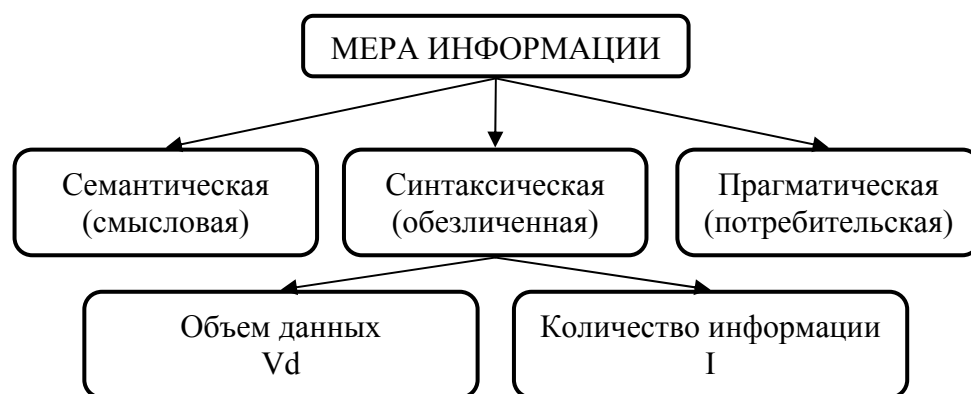 МЕРА ИНФОРМАЦИИ
Семантическая
(смысловая)
Синтаксическая
(обезличенная)
Прагматическая
(потребительская)
Объем данных
Vd
Количество информации
I